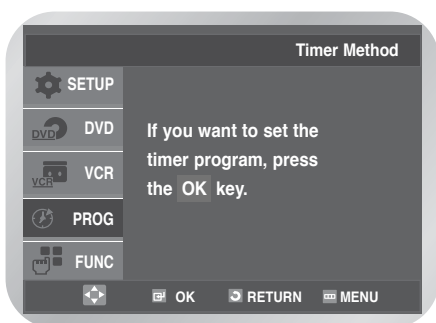 Timer Method
SETUP
DVD DVD
VCR VCR
PROG
FUNC
If you want to set the
timer program, press
the OK key.
OK RETURN MENU